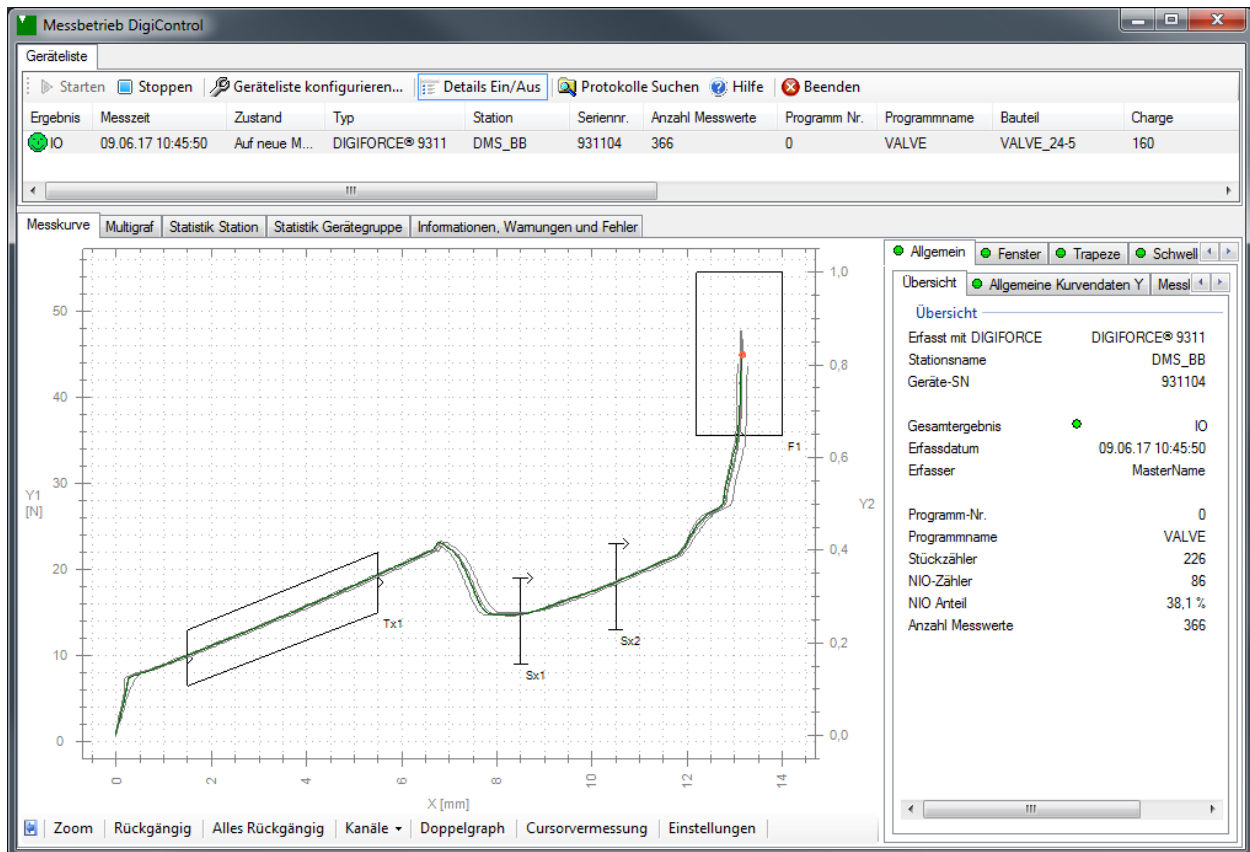 Messbetrieb DigiControl
Geräteliste
Starten Stoppen Geräteliste konfigurieren... Details Ein/Aus Protokolle Suchen Hilfe Beenden
Ergebnis Messzeit Zustand Typ Station Seriennr. Anzahl Messwerte Programm Nr. Programmname Bauteil Charge
IO 09.06.17 10:45:50 Auf neue M... DIGIFORCE® 9311 DMS_BB 931104 366 0 VALVE VALVE_24-5 160
Messkurve Multigraf Statistik Station Statistik Gerätegruppe Informationen, Warnungen und Fehler
Y1
[N]
50
40
30
20
10
0
Tx1
Sx1
Sx2
F1
1,0
0,8
0,6
0,4
0,2
0,0
Y2
0 2 4 6 8 10 12 14
X [mm]
Zoom Rückgängig Alles Rückgängig Kanäle Doppelgraph Cursorvermessung Einstellungen
Allgemein Fenster Trapeze Schwell
Übersicht Allgemeine Kurvendaten Y Messl
Übersicht
Erfasst mit DIGIFORCE DIGIFORCE® 9311
Stationsname DMS_BB
Geräte-SN 931104
Gesamtergebnis IO
Erfassdatum 09.06.17 10:45:50
Erfasser MasterName
Programm-Nr. 0
Programmname VALVE
Stückzähler 226
NIO-Zähler 86
NIO Anteil 38,1 %
Anzahl Messwerte 366